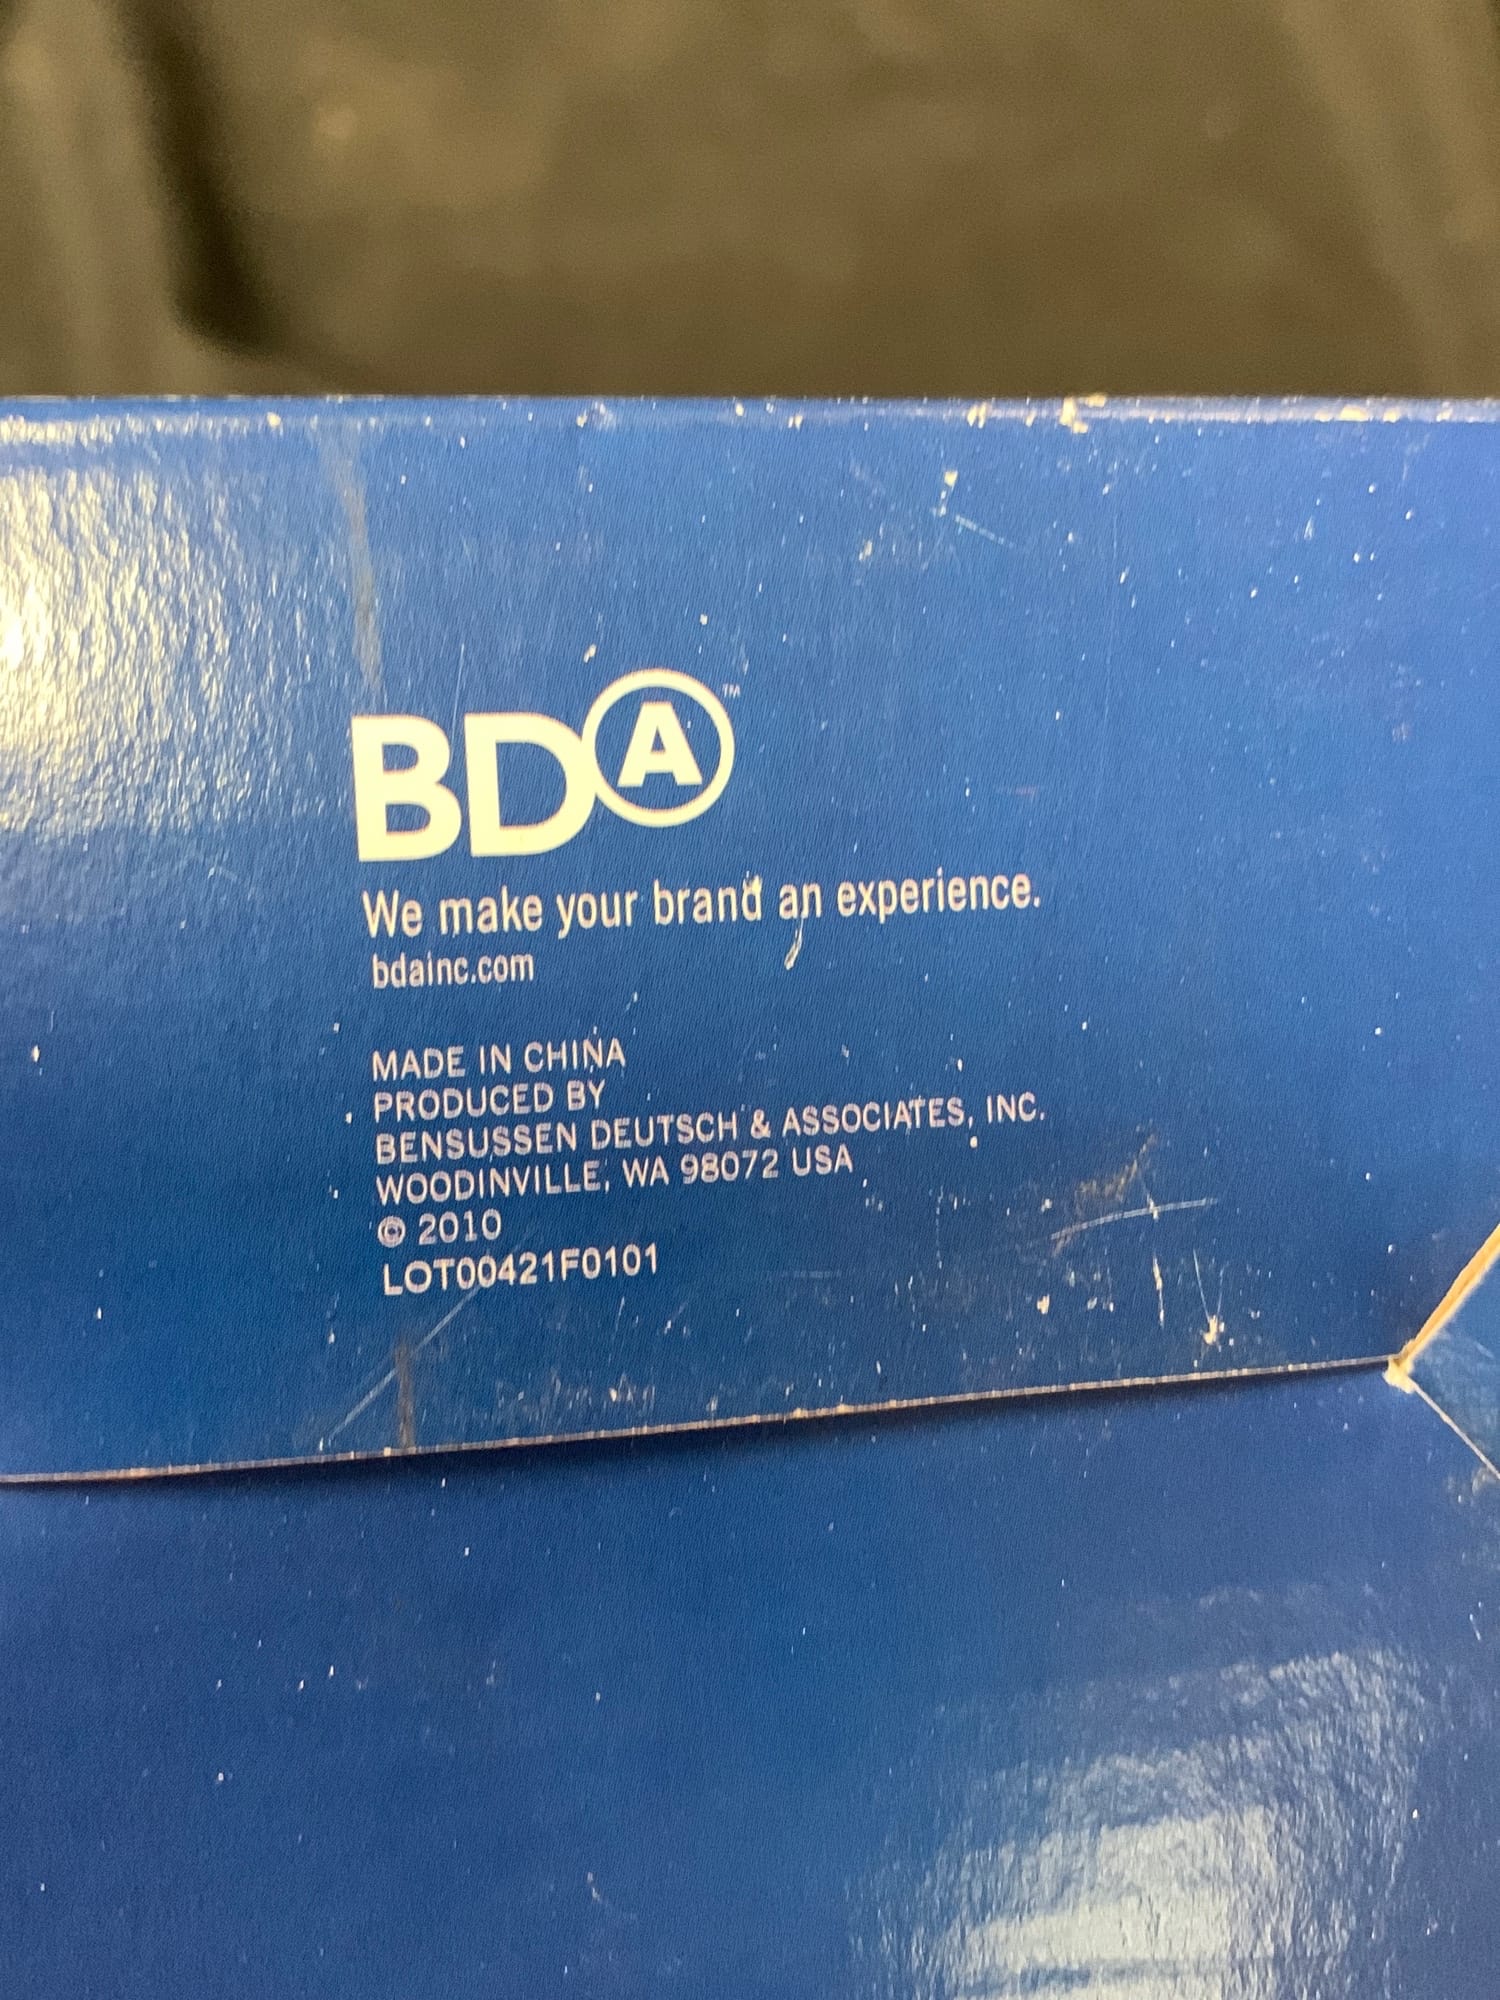 BDA™
We make your brand an experience.
bdainc.com
MADE IN CHINA
PRODUCED BY
BENSUSSEN DEUTSCH & ASSOCIATES, INC.
WOODINVILLE, WA 98072 USA
© 2010
LOT00421F0101